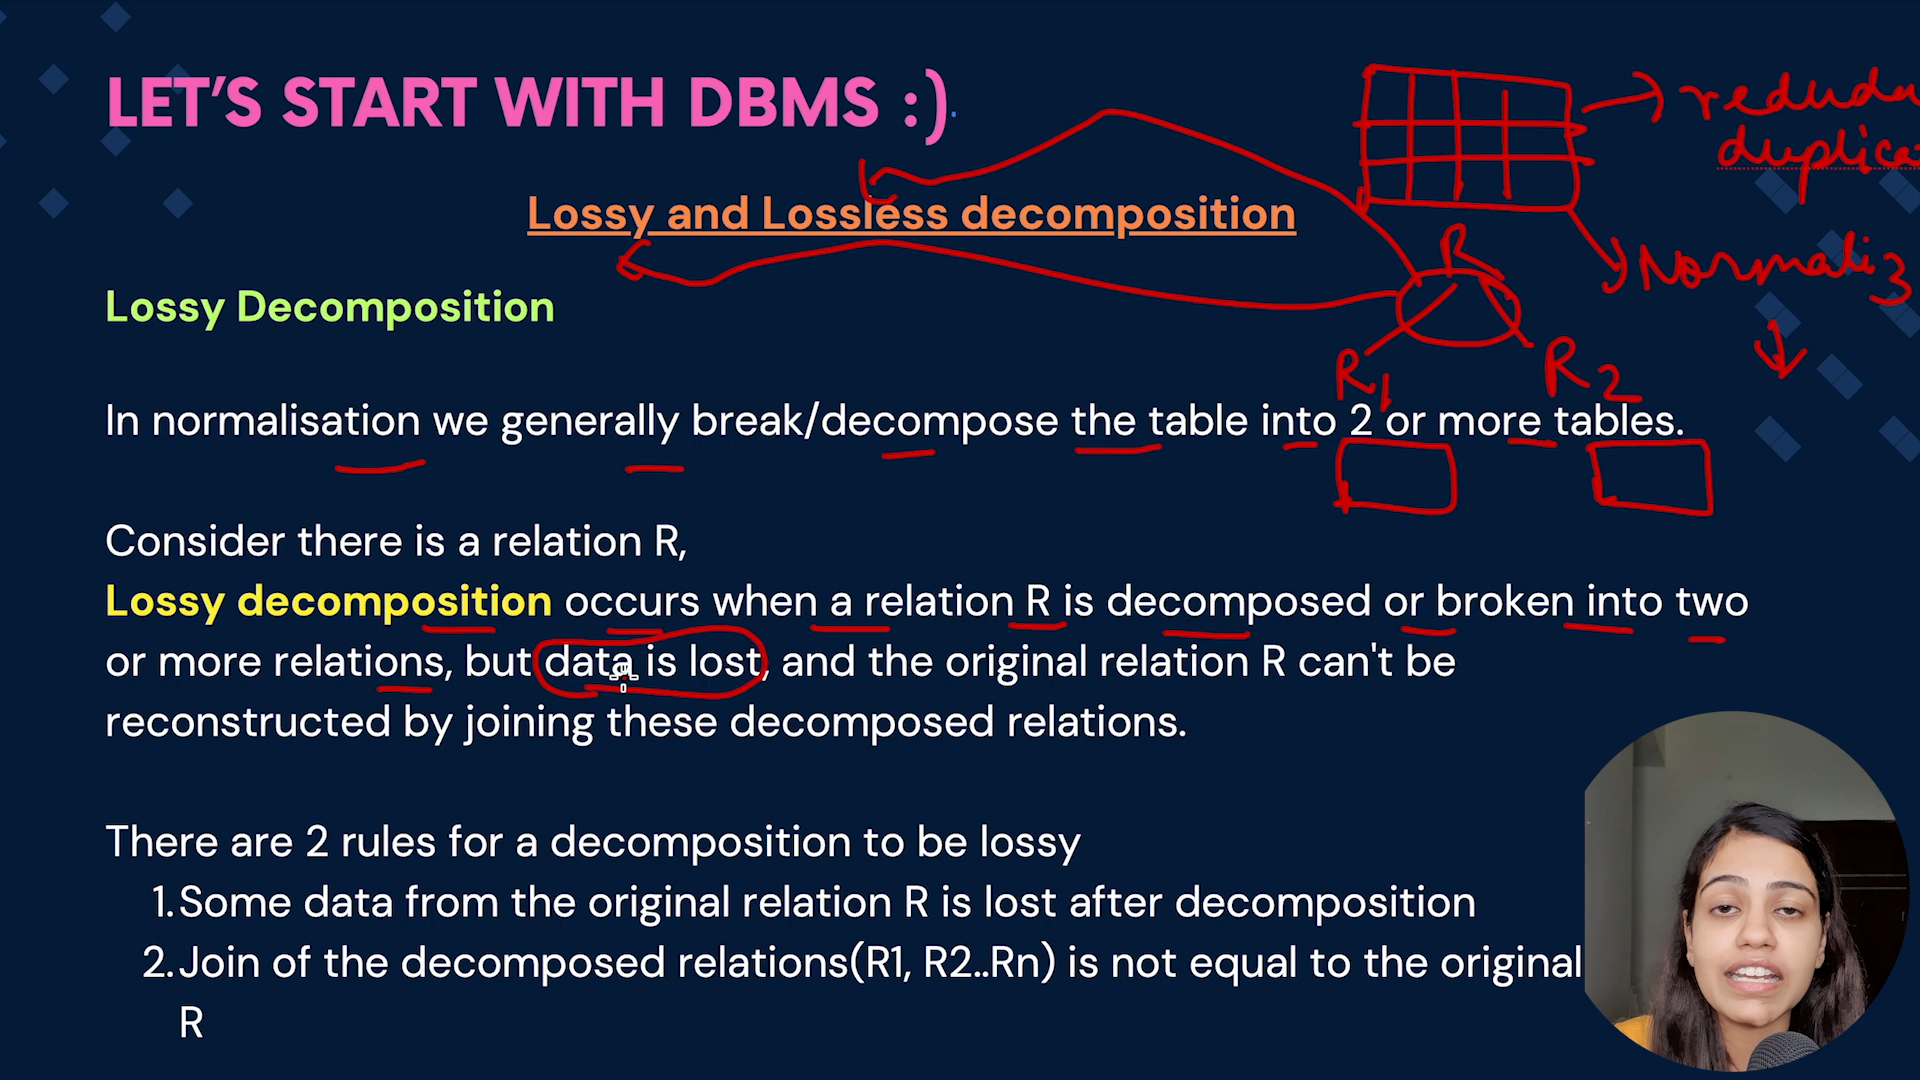 LET'S START WITH DBMS :)
Lossy and Lossless decomposition
R
Lossy Decomposition
R1
R2
In normalisation we generally break/decompose the table into 2 or more tables.
Consider there is a relation R,
Lossy decomposition occurs when a relation R is decomposed or broken into two
or more relations, but data is lost, and the original relation R can't be
reconstructed by joining these decomposed relations.
There are 2 rules for a decomposition to be lossy
1.Some data from the original relation R is lost after decomposition
2.Join of the decomposed relations(R1, R2..Rn) is not equal to the original
R